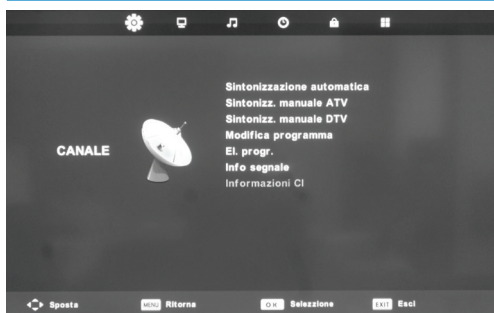 CANALE
Sintonizzazione automatica
Sintonizz. manuale ATV
Sintonizz. manuale DTV
Modifica programma
El. progr.
Info segnale
Informazioni CI
Sposta
MENU Ritorna
OK Selezzione
EXIT Esci